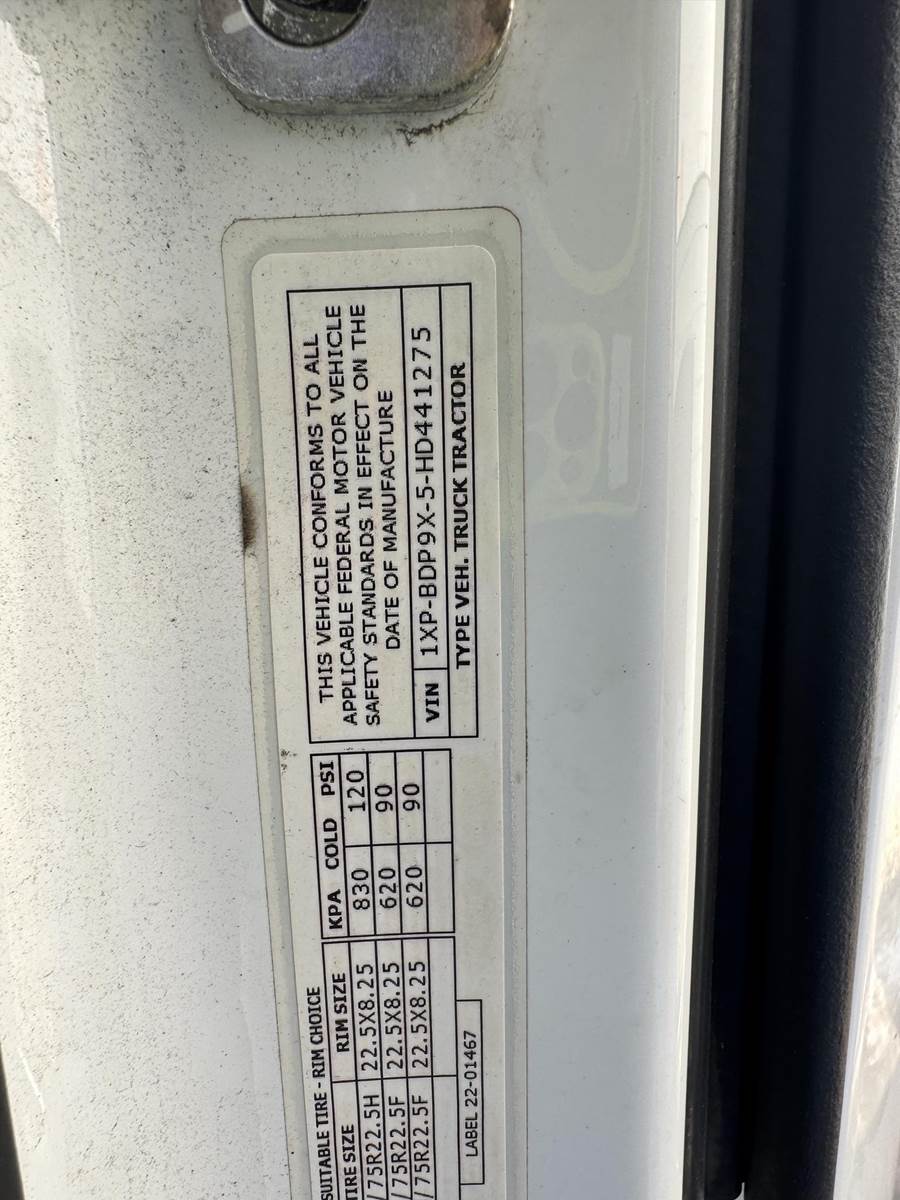 SUITABLE TIRE - RIM CHOICE
TIRE SIZE RIM SIZE KPA COLD PSI
/75R22.5H 22.5X8.25 830 120
/75R22.5F 22.5X8.25 620 90
/75R22.5F 22.5X8.25 620 90
LABEL 22-01467
THIS VEHICLE CONFORMS TO ALL
APPLICABLE FEDERAL MOTOR VEHICLE
SAFETY STANDARDS IN EFFECT ON THE
DATE OF MANUFACTURE
VIN 1XP-BDP9X-5-HD441275
TYPE VEH. TRUCK TRACTOR